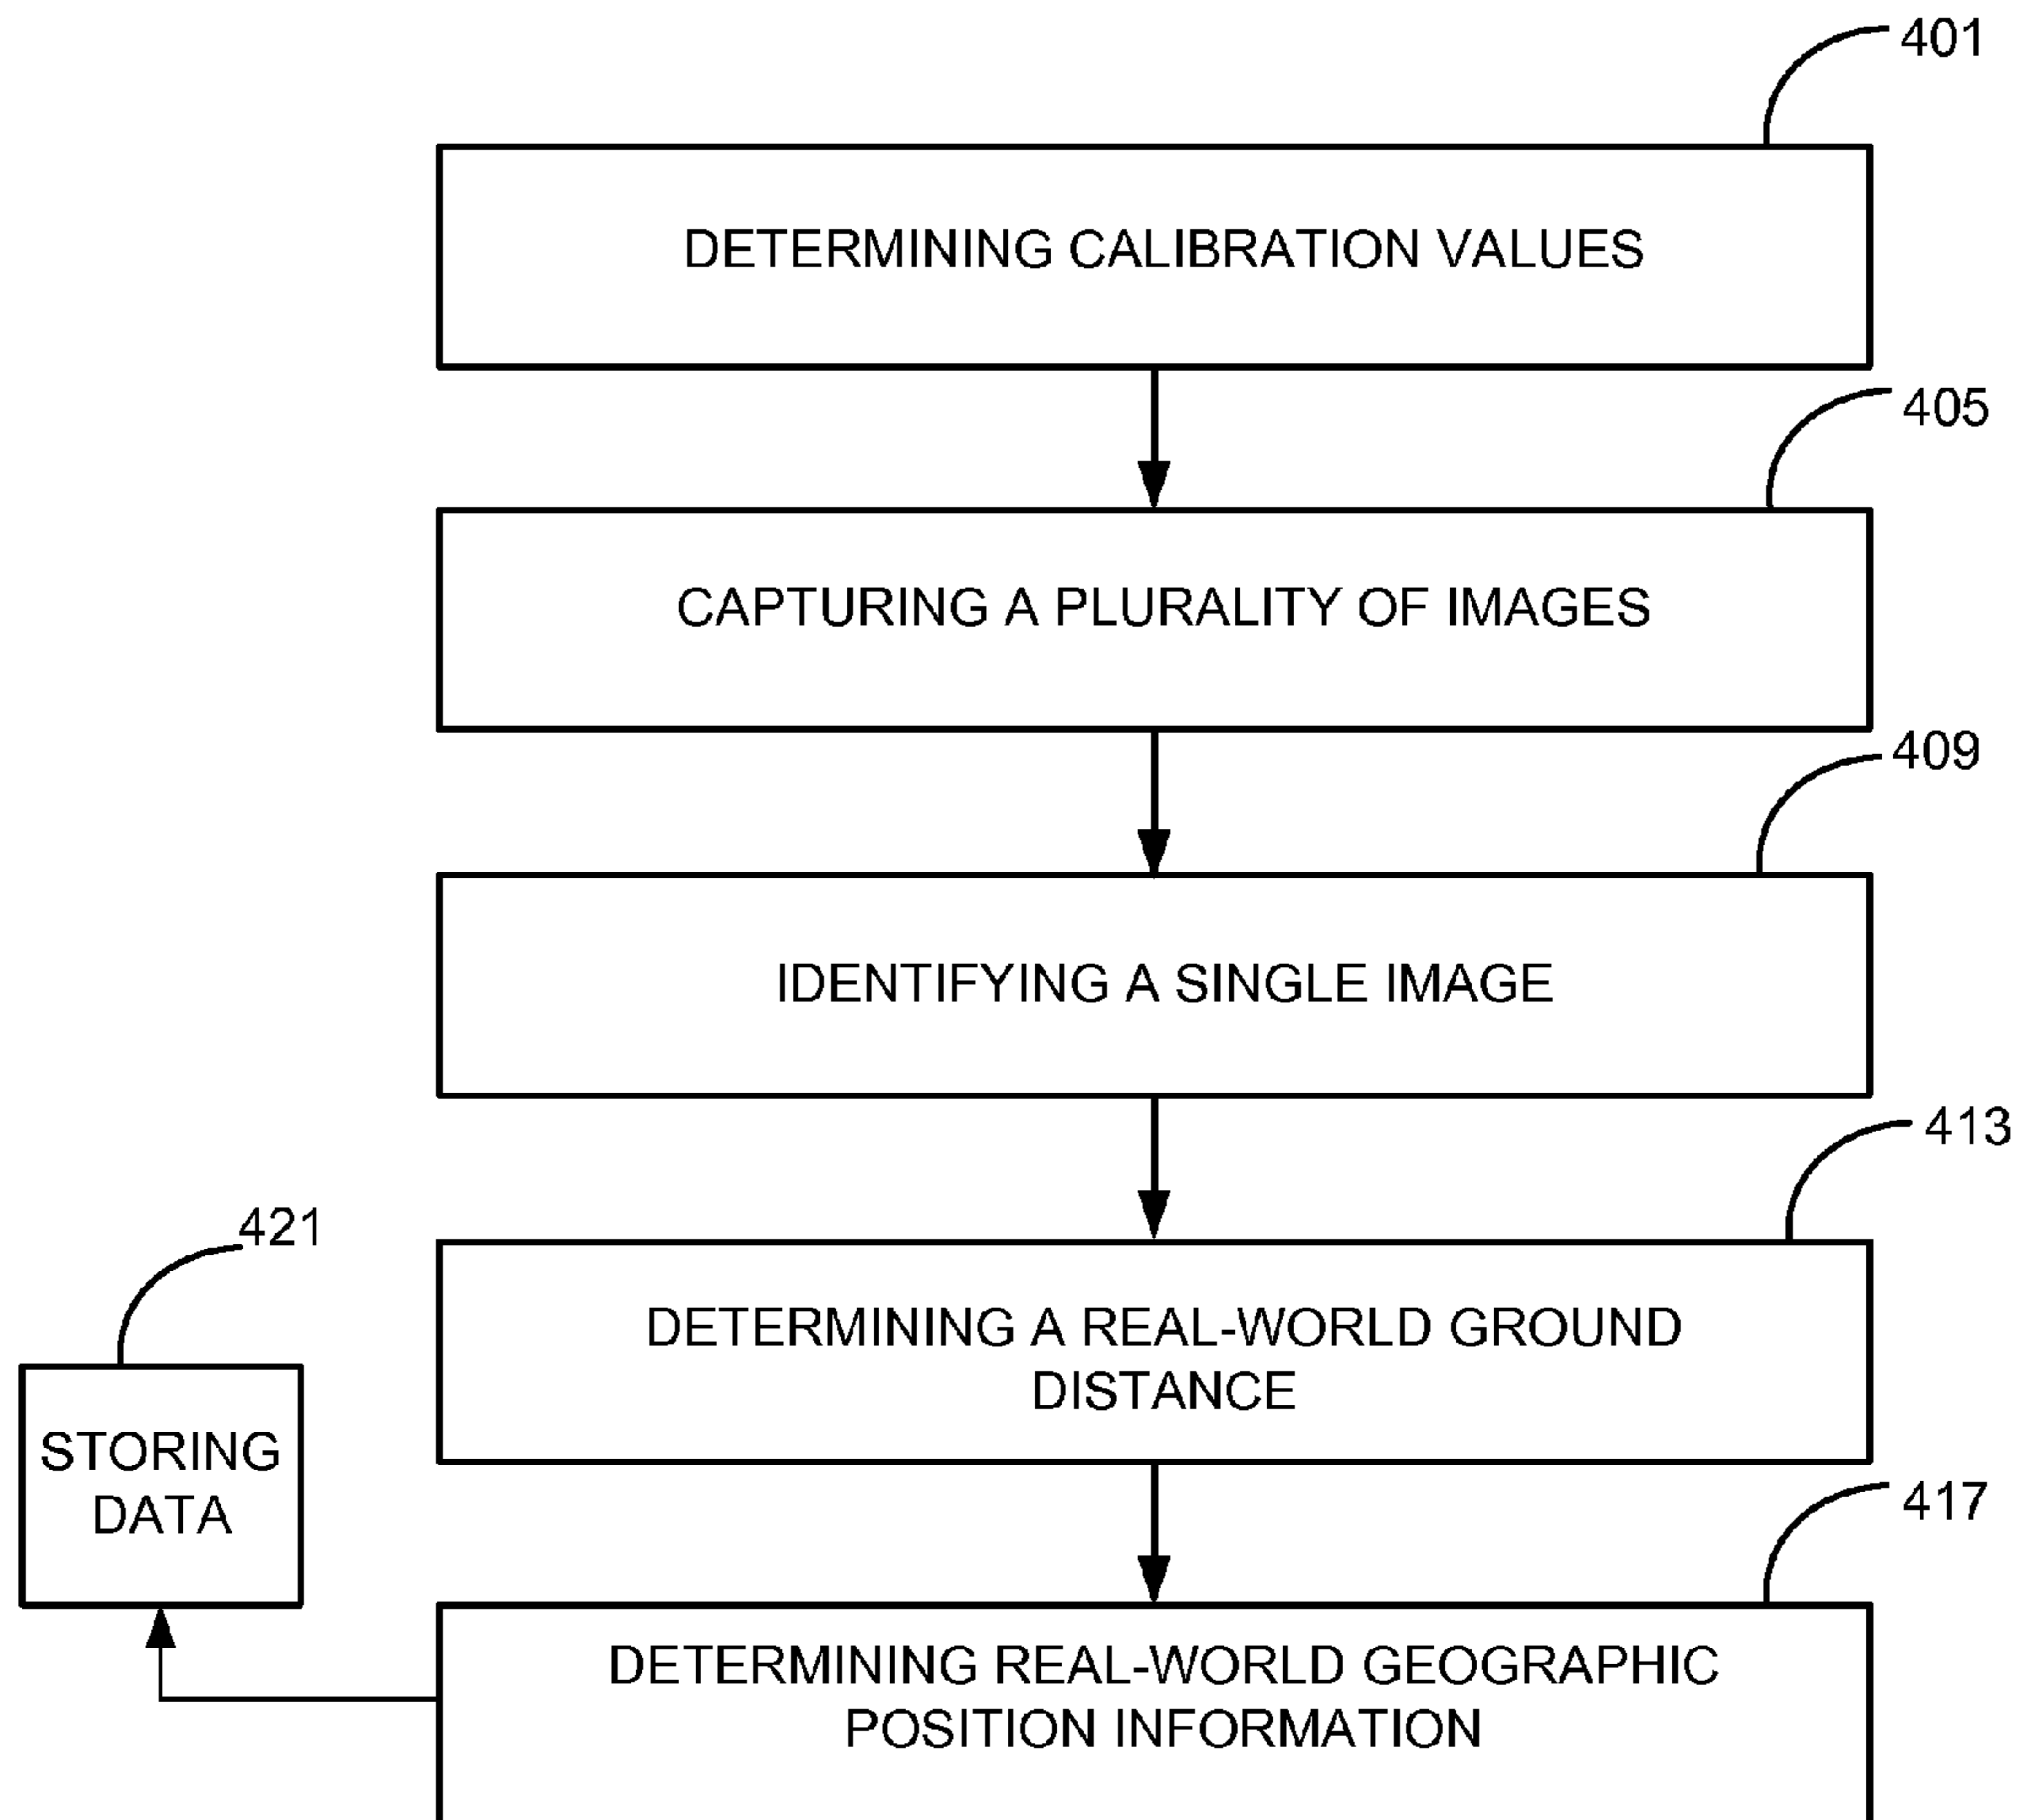 401
DETERMINING CALIBRATION VALUES
405
CAPTURING A PLURALITY OF IMAGES
409
IDENTIFYING A SINGLE IMAGE
413
DETERMINING A REAL-WORLD GROUND
DISTANCE
421
STORING
DATA
417
DETERMINING REAL-WORLD GEOGRAPHIC
POSITION INFORMATION